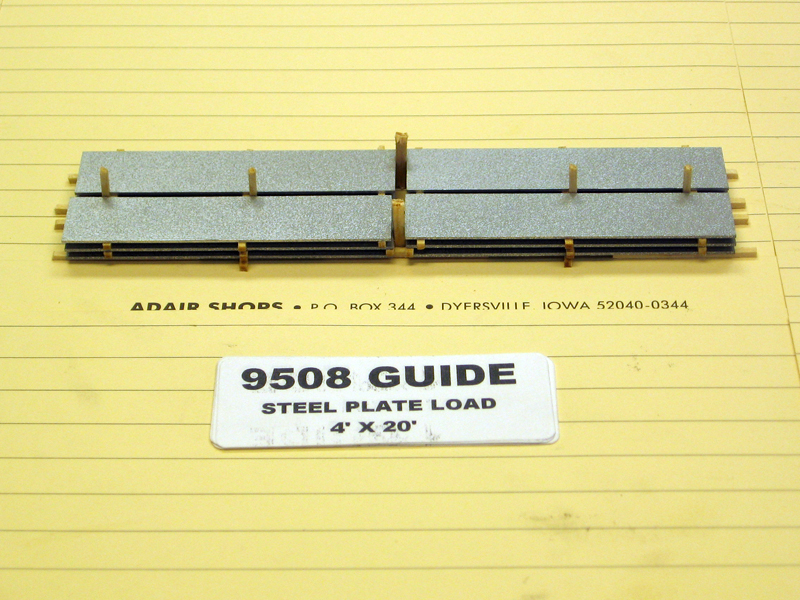 ADAIR SHOPS • P.O. BOX 344 • DYERSVILLE, IOWA 52040-0344
9508 GUIDE
STEEL PLATE LOAD
4' X 20'